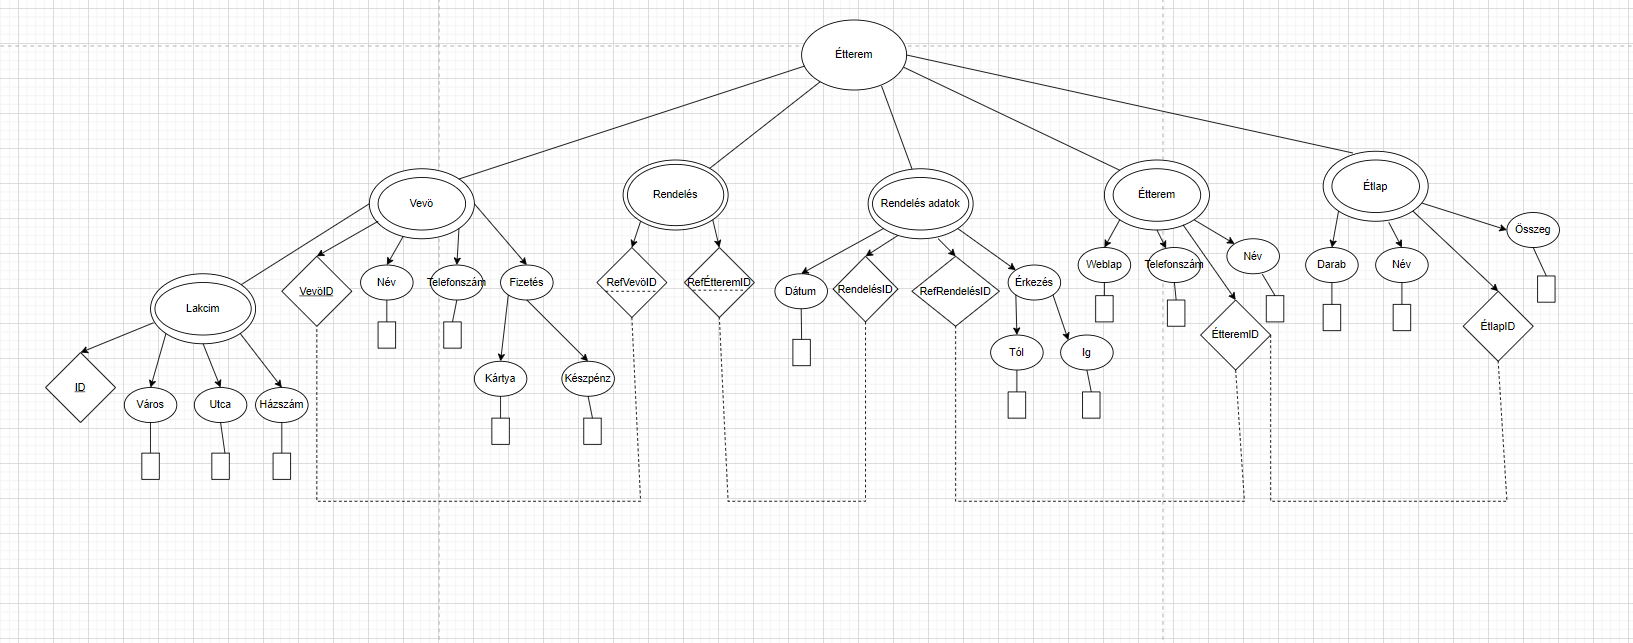 Étterem
Vevö
Rendelés
Rendelés adatok
Étterem
Étlap
Lakcim
VevöID
Név
Telefonszám
Fizetés
RefVevöID
RefÉtteremID
Dátum
RendelésID
RefRendelésID
Érkezés
Weblap
Telefonszám
Név
ÉtteremID
Darab
Név
Összeg
ÉtlapID
ID
Város
Utca
Házszám
Kártya
Készpénz
Tól
Ig